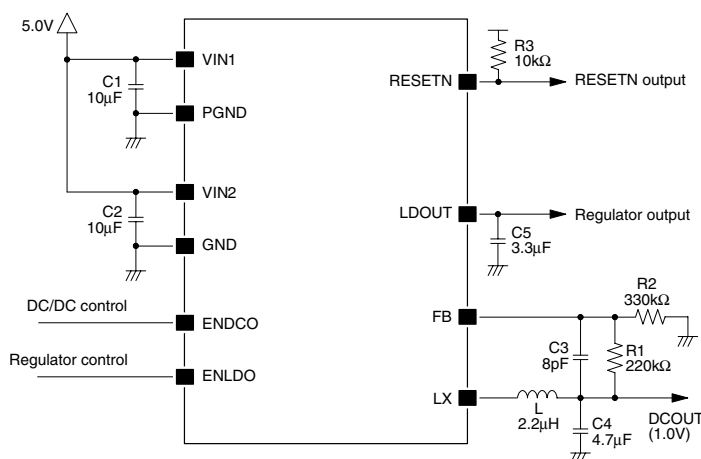 5.0V
VIN1
C1
10μF
PGND
R3
10kΩ
RESETN
RESETN output
VIN2
C2
10μF
GND
LDOUT
Regulator output
C5
3.3μF
DC/DC control
ENDCO
Regulator control
ENLDO
FB
R2
330kΩ
C3
8pF
R1
220kΩ
LX
L
2.2μH
C4
4.7μF
DCOUT
(1.0V)